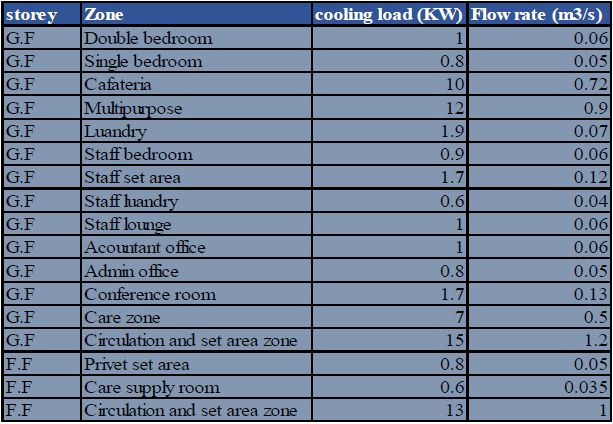 storey Zone cooling load (KW) Flow rate (m3/s)
G.F Double bedroom 1 0.06
G.F Single bedroom 0.8 0.05
G.F Cafateria 10 0.72
G.F Multipurpose 12 0.9
G.F Luandry 1.9 0.07
G.F Staff bedroom 0.9 0.06
G.F Staff set area 1.7 0.12
G.F Staff luandry 0.6 0.04
G.F Staff lounge 1 0.06
G.F Acountant office 1 0.06
G.F Admin office 0.8 0.05
G.F Conference room 1.7 0.13
G.F Care zone 7 0.5
G.F Circulation and set area zone 15 1.2
F.F Privet set area 0.8 0.05
F.F Care supply room 0.6 0.035
F.F Circulation and set area zone 13 1